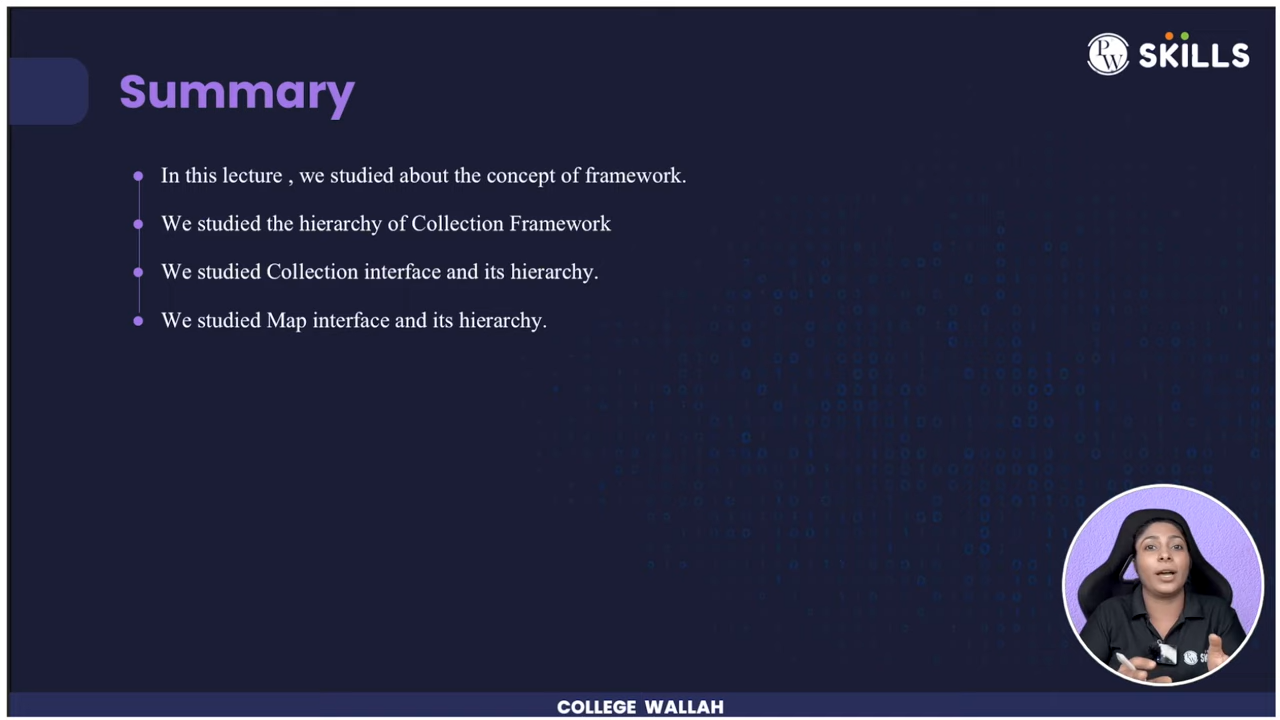 PW SKILLS
Summary
In this lecture , we studied about the concept of framework.
We studied the hierarchy of Collection Framework
We studied Collection interface and its hierarchy.
We studied Map interface and its hierarchy.
COLLEGE WALLAH